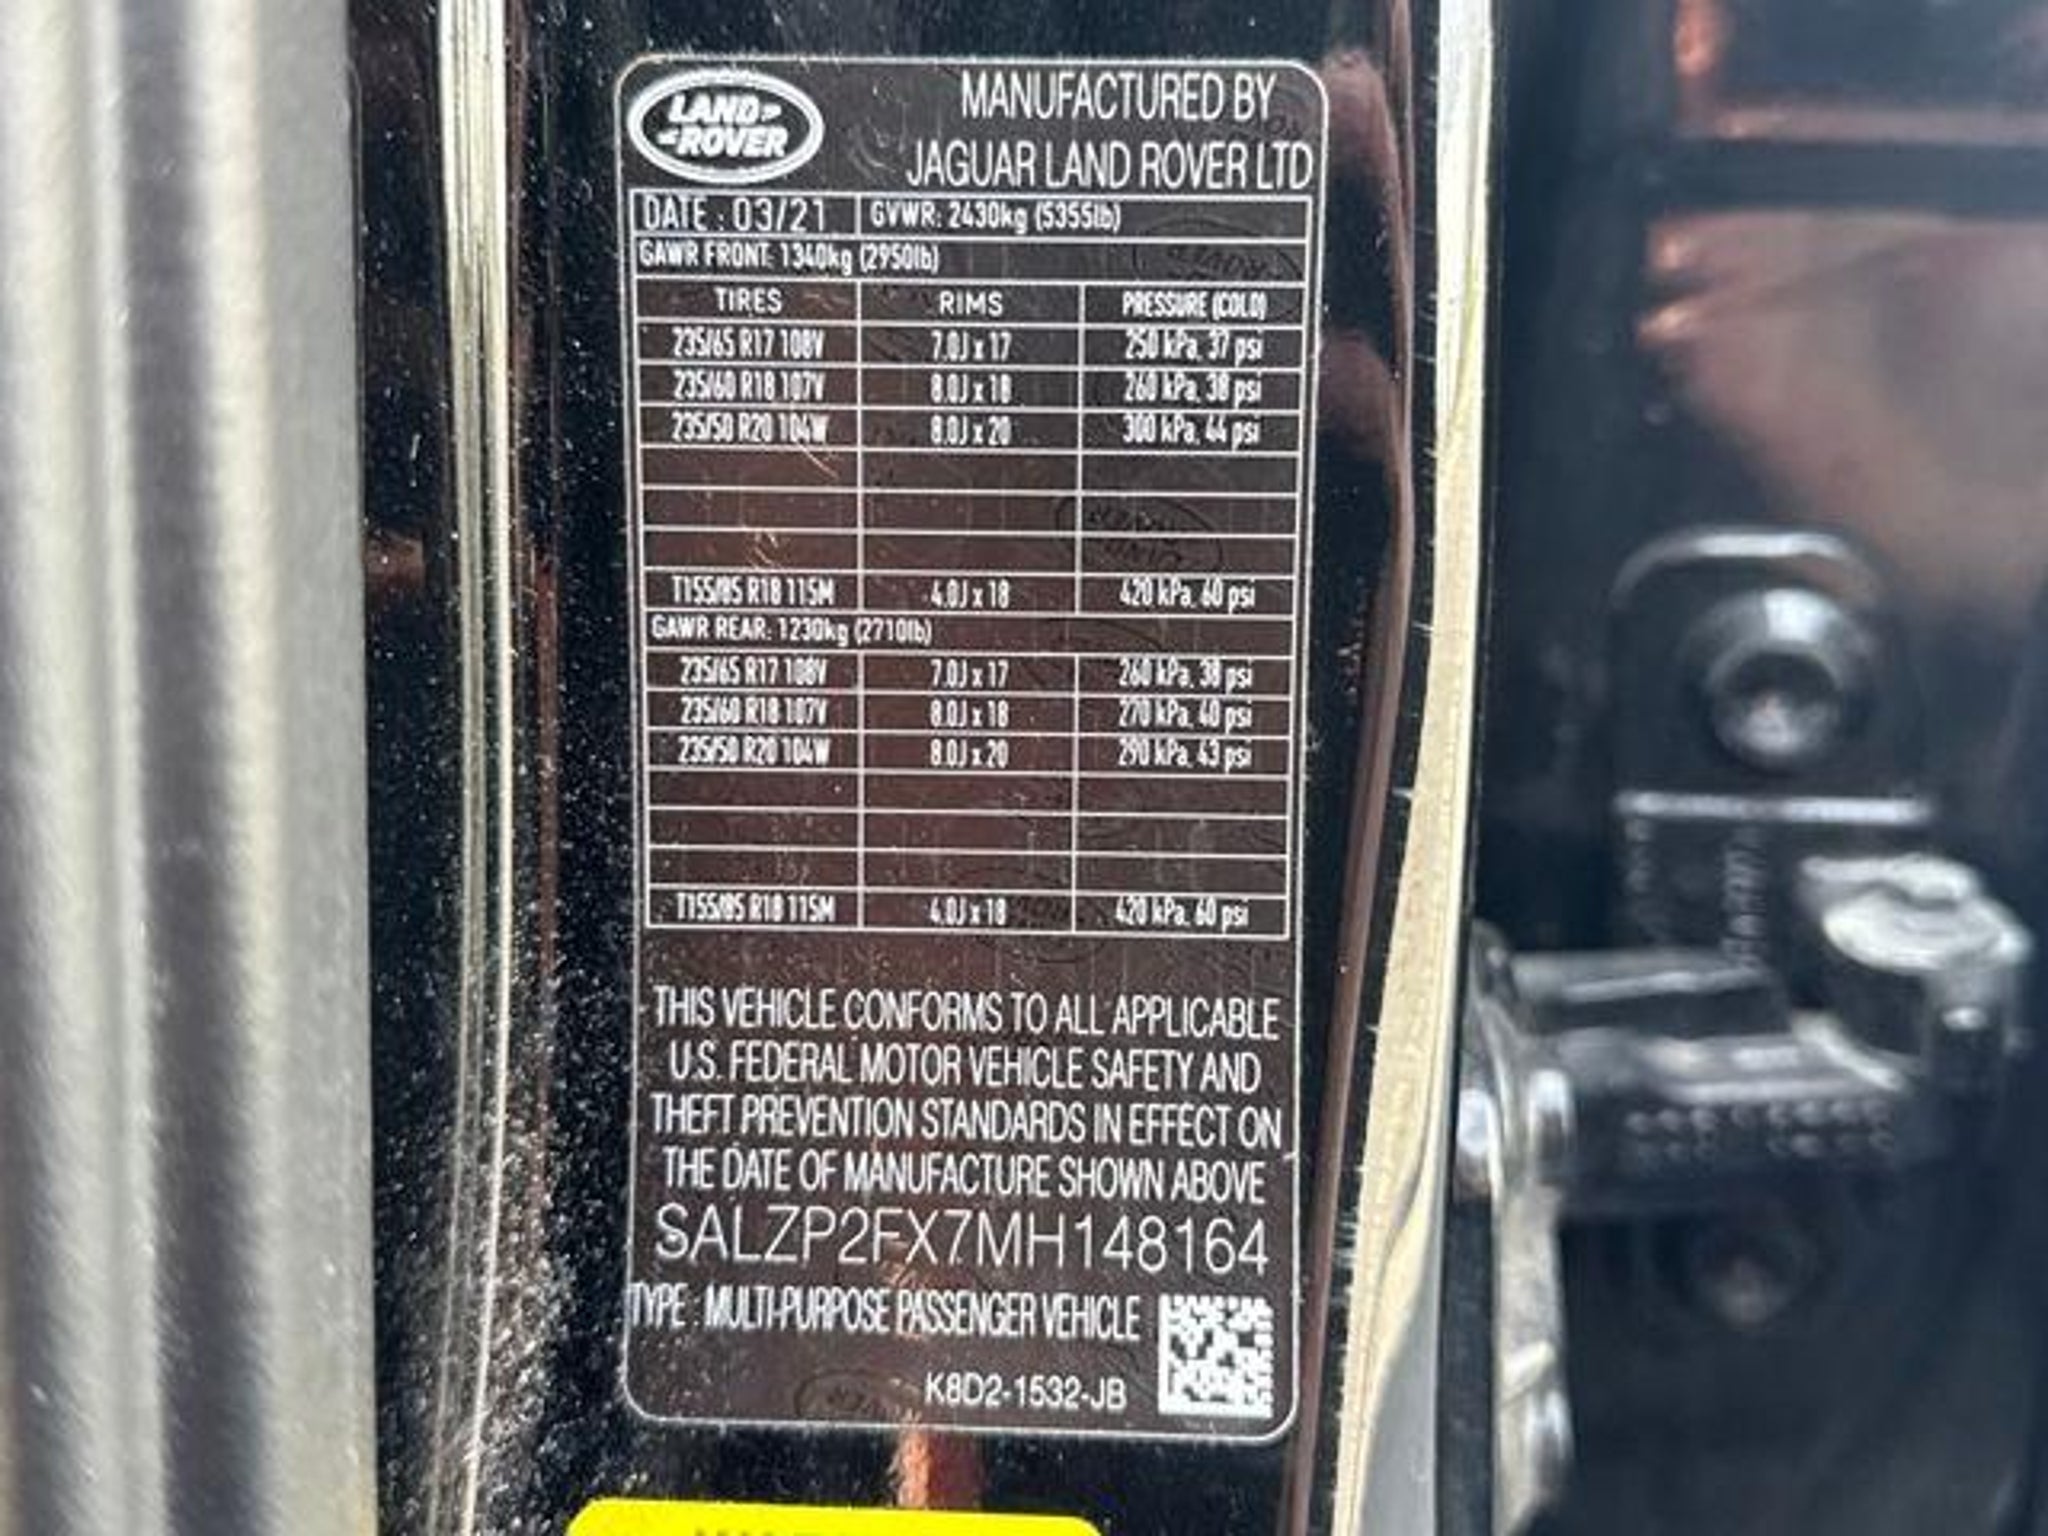 LAND
ROVER
MANUFACTURED BY
JAGUAR LAND ROVER LTD
DATE : 03/21 GVWR: 2430kg (5355lb)
GAWR FRONT: 1340kg (2950lb)
TIRES RIMS PRESSURE (COLD)
235/65 R17 108V 7.0J x 17 250 kPa, 37 psi
235/60 R18 107V 8.0J x 18 260 kPa, 38 psi
235/50 R20 104W 8.0J x 20 300 kPa, 44 psi
T155/85 R18 115M 4.0J x 18 420 kPa, 60 psi
GAWR REAR: 1230kg (2710lb)
235/65 R17 108V 7.0J x 17 260 kPa, 38 psi
235/60 R18 107V 8.0J x 18 270 kPa, 40 psi
235/50 R20 104W 8.0J x 20 290 kPa, 43 psi
T155/85 R18 115M 4.0J x 18 420 kPa, 60 psi
THIS VEHICLE CONFORMS TO ALL APPLICABLE
U.S. FEDERAL MOTOR VEHICLE SAFETY AND
THEFT PREVENTION STANDARDS IN EFFECT ON
THE DATE OF MANUFACTURE SHOWN ABOVE
SALZP2FX7MH148164
TYPE : MULTI-PURPOSE PASSENGER VEHICLE
K8D2-1532-JB